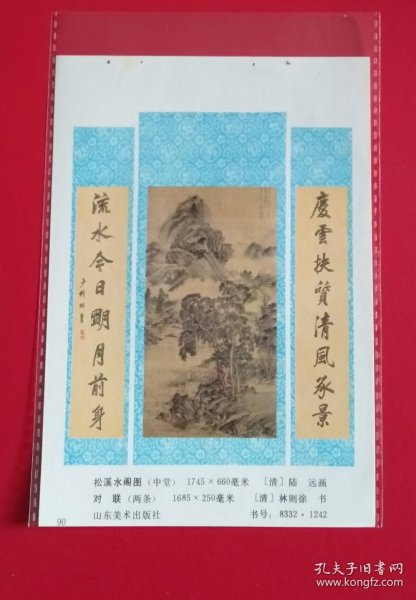 慶雲扶質清風承景
流水今日明月前身
松溪水阁图（中堂） 1745×660毫米 〔清〕陆 远画
对 联（两条） 1685×250毫米 〔清〕林则徐 书
山东美术出版社 书号：8332·1242
90
孔夫子旧书网
www.kongfz.com